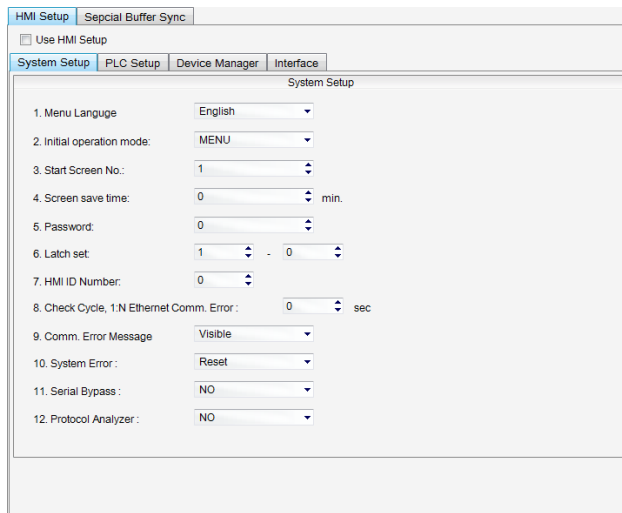 HMI Setup Sepcial Buffer Sync
Use HMI Setup
System Setup PLC Setup Device Manager Interface
System Setup
1. Menu Languge English
2. Initial operation mode: MENU
3. Start Screen No.: 1
4. Screen save time: 0 min.
5. Password: 0
6. Latch set: 1 - 0
7. HMI ID Number: 0
8. Check Cycle, 1:N Ethernet Comm. Error : 0 sec
9. Comm. Error Message Visible
10. System Error : Reset
11. Serial Bypass : NO
12. Protocol Analyzer : NO